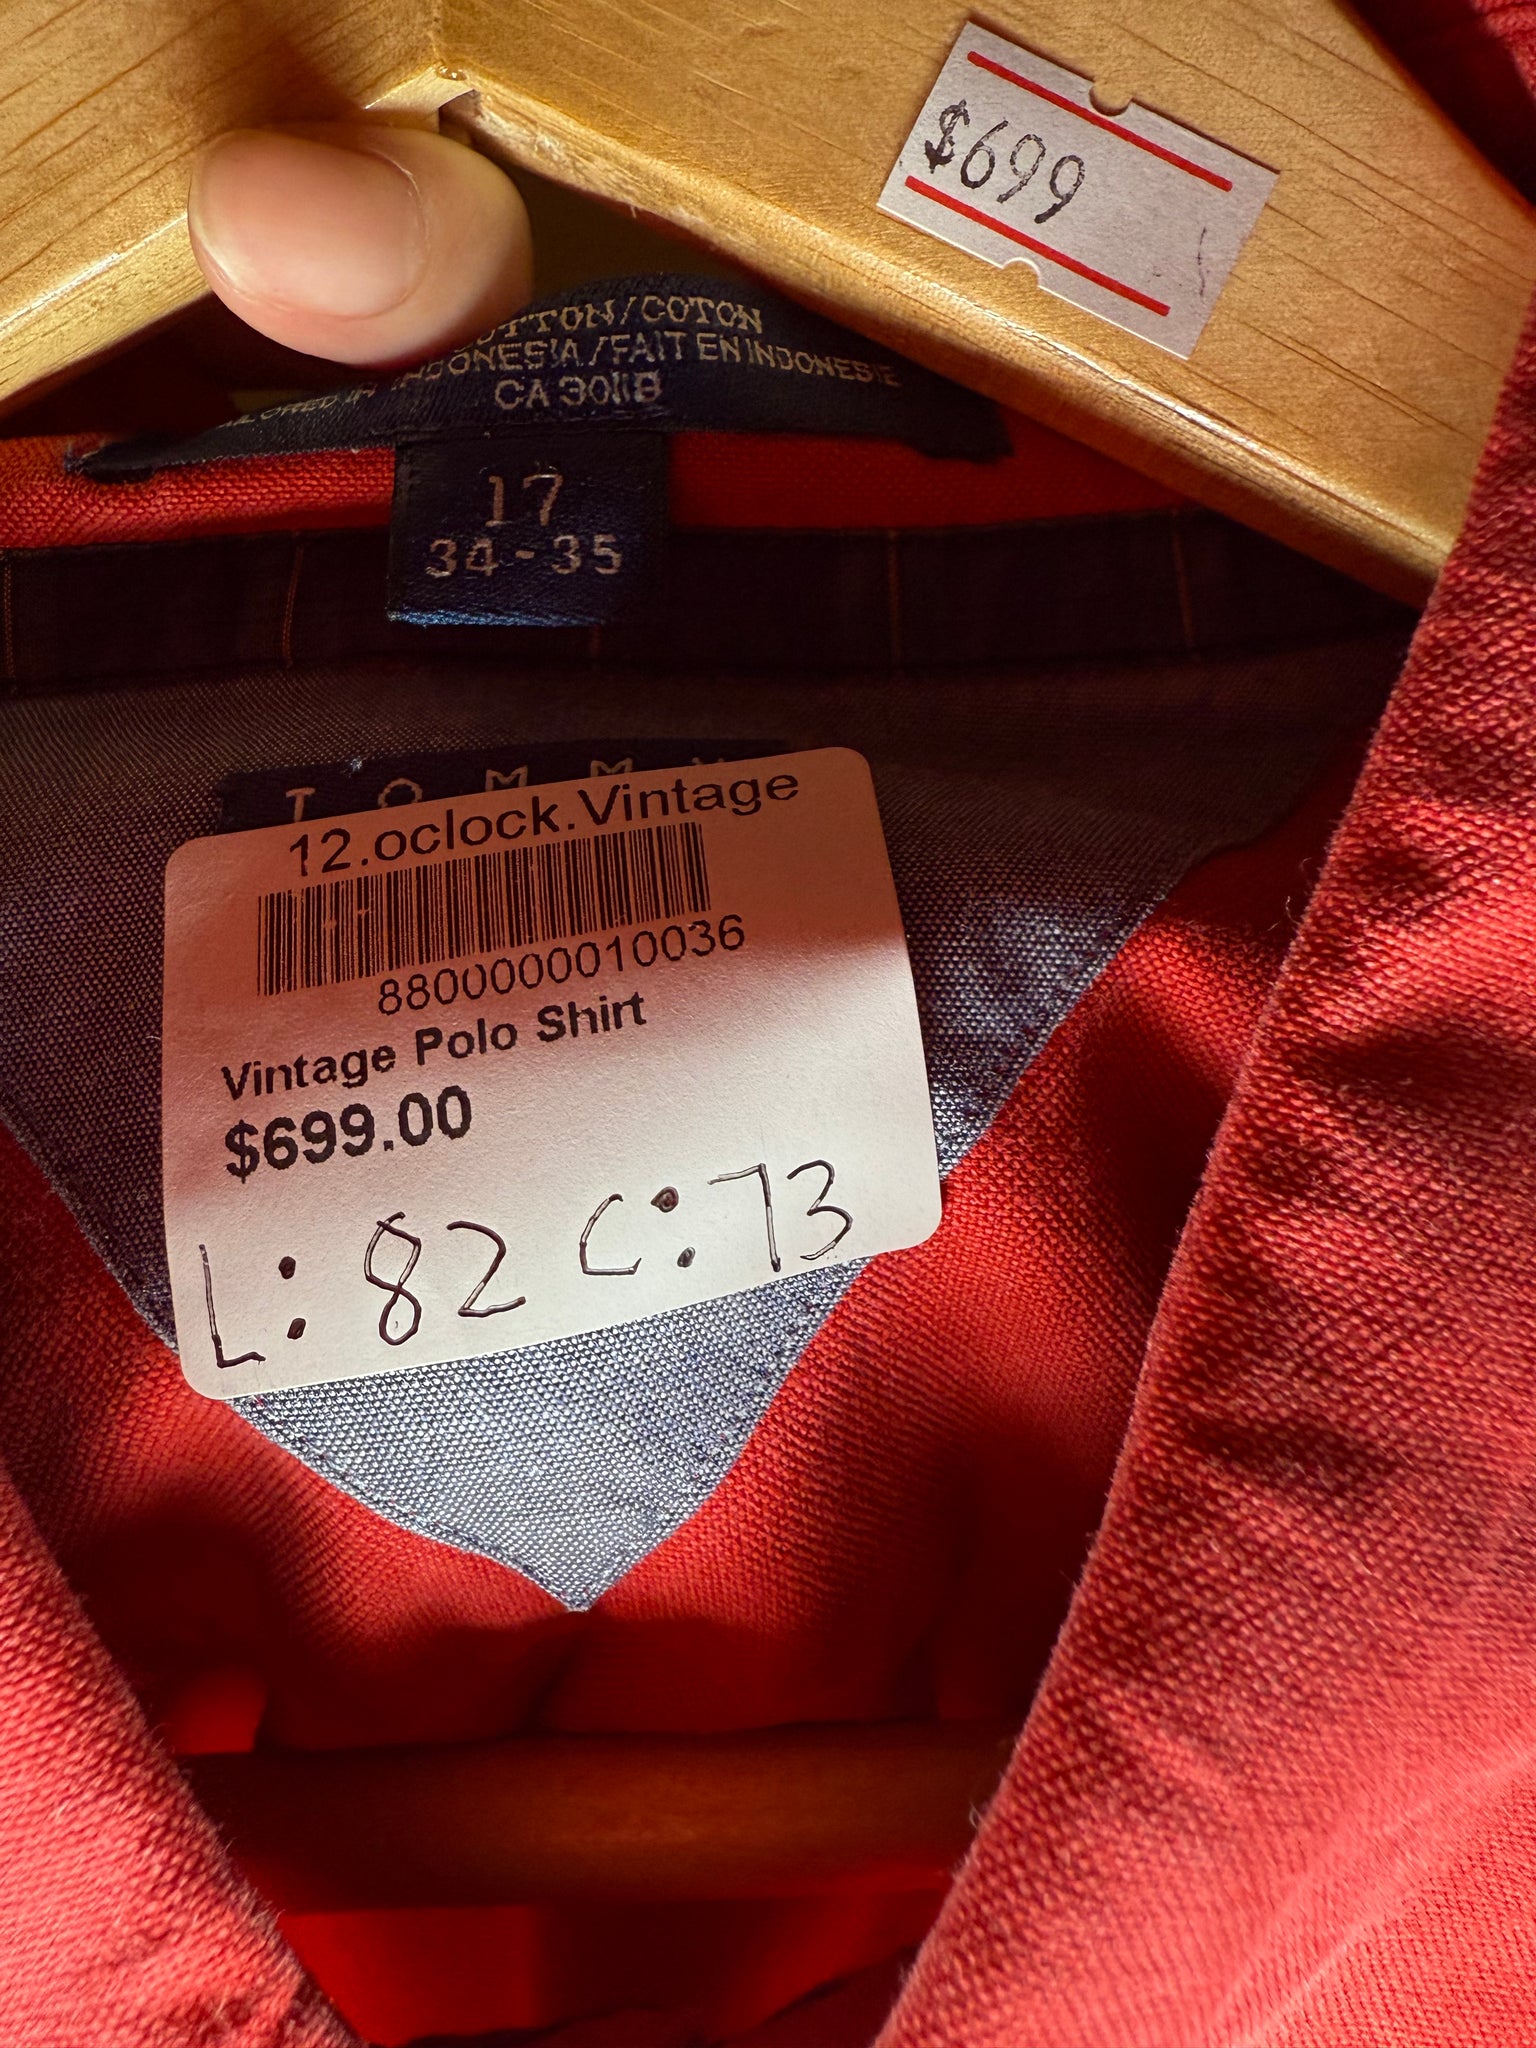 $699
COTTON/COTON
INDONESIA/FAIT EN INDONESIE
CA
17
34-35
TOMMY
12.oclock.Vintage
8800000010036
Vintage Polo Shirt
$699.00
L: 82 C: 73